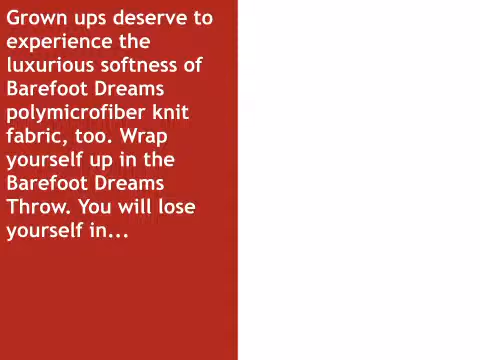 Grown ups deserve to
experience the
luxurious softness of
Barefoot Dreams
polymicrofiber knit
fabric, too. Wrap
yourself up in the
Barefoot Dreams
Throw. You will lose
yourself in...